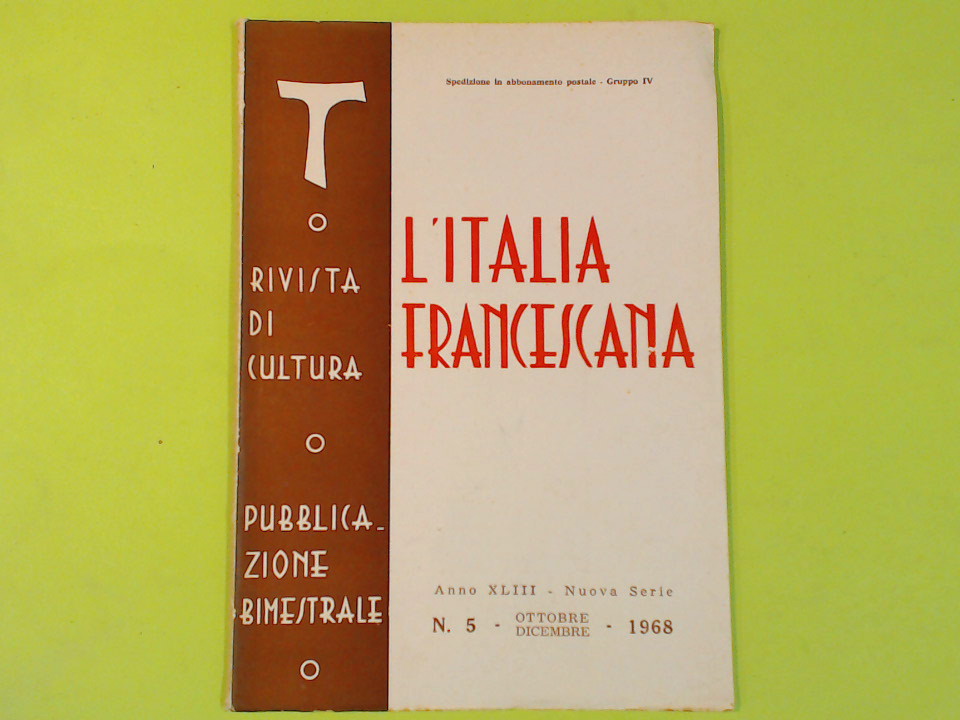 RIVISTA
DI
CULTURA
PUBBLICA-
ZIONE
BIMESTRALE
Spedizione in abbonamento postale - Gruppo IV
L'ITALIA
FRANCESCANA
Anno XLIII - Nuova Serie
N. 5 - OTTOBRE DICEMBRE - 1968